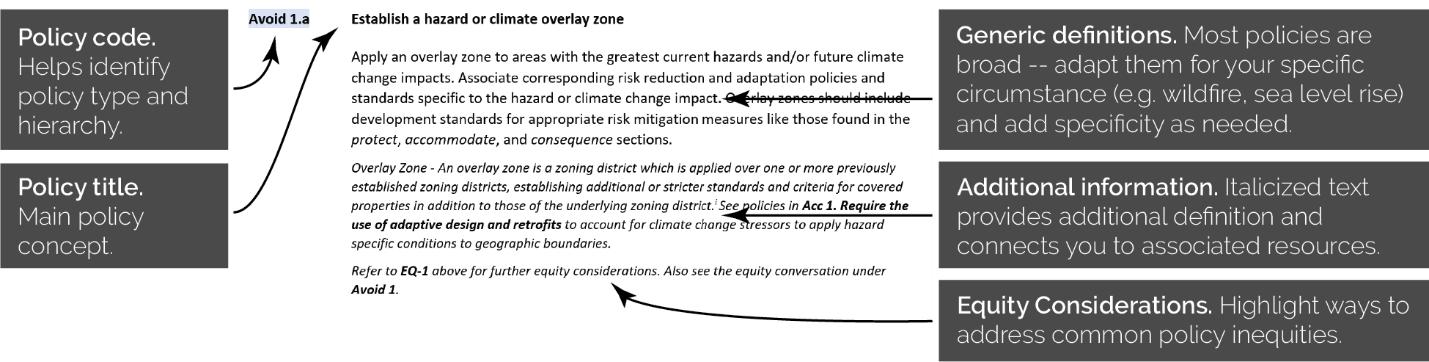 Policy code.
Helps identify
policy type and
hierarchy.
Policy title.
Main policy
concept.
Avoid 1.a
Establish a hazard or climate overlay zone
Apply an overlay zone to areas with the greatest current hazards and/or future climate
change impacts. Associate corresponding risk reduction and adaptation policies and
standards specific to the hazard or climate change impact. Overlay zones should include
development standards for appropriate risk mitigation measures like those found in the
protect, accommodate, and consequence sections.
Overlay Zone - An overlay zone is a zoning district which is applied over one or more previously
established zoning districts, establishing additional or stricter standards and criteria for covered
properties in addition to those of the underlying zoning district.i See policies in Acc 1. Require the
use of adaptive design and retrofits to account for climate change stressors to apply hazard
specific conditions to geographic boundaries.
Refer to EQ-1 above for further equity considerations. Also see the equity conversation under
Avoid 1.
Generic definitions. Most policies are
broad -- adapt them for your specific
circumstance (e.g. wildfire, sea level rise)
and add specificity as needed.
Additional information. Italicized text
provides additional definition and
connects you to associated resources.
Equity Considerations. Highlight ways to
address common policy inequities.